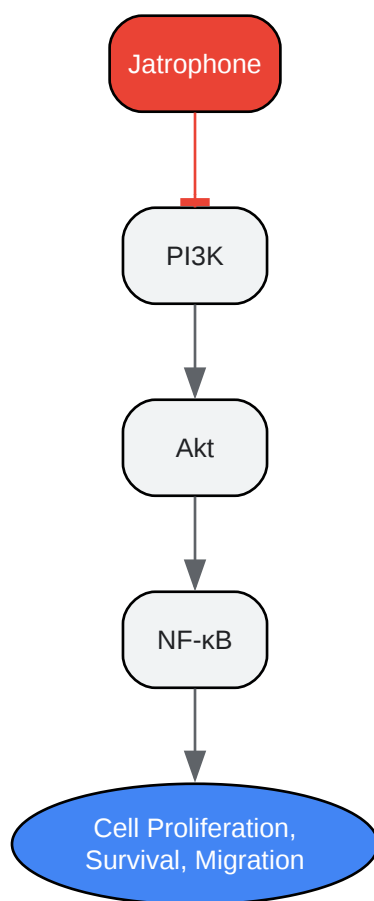 Jatrophone
PI3K
Akt
NF-κB
Cell Proliferation,
Survival, Migration